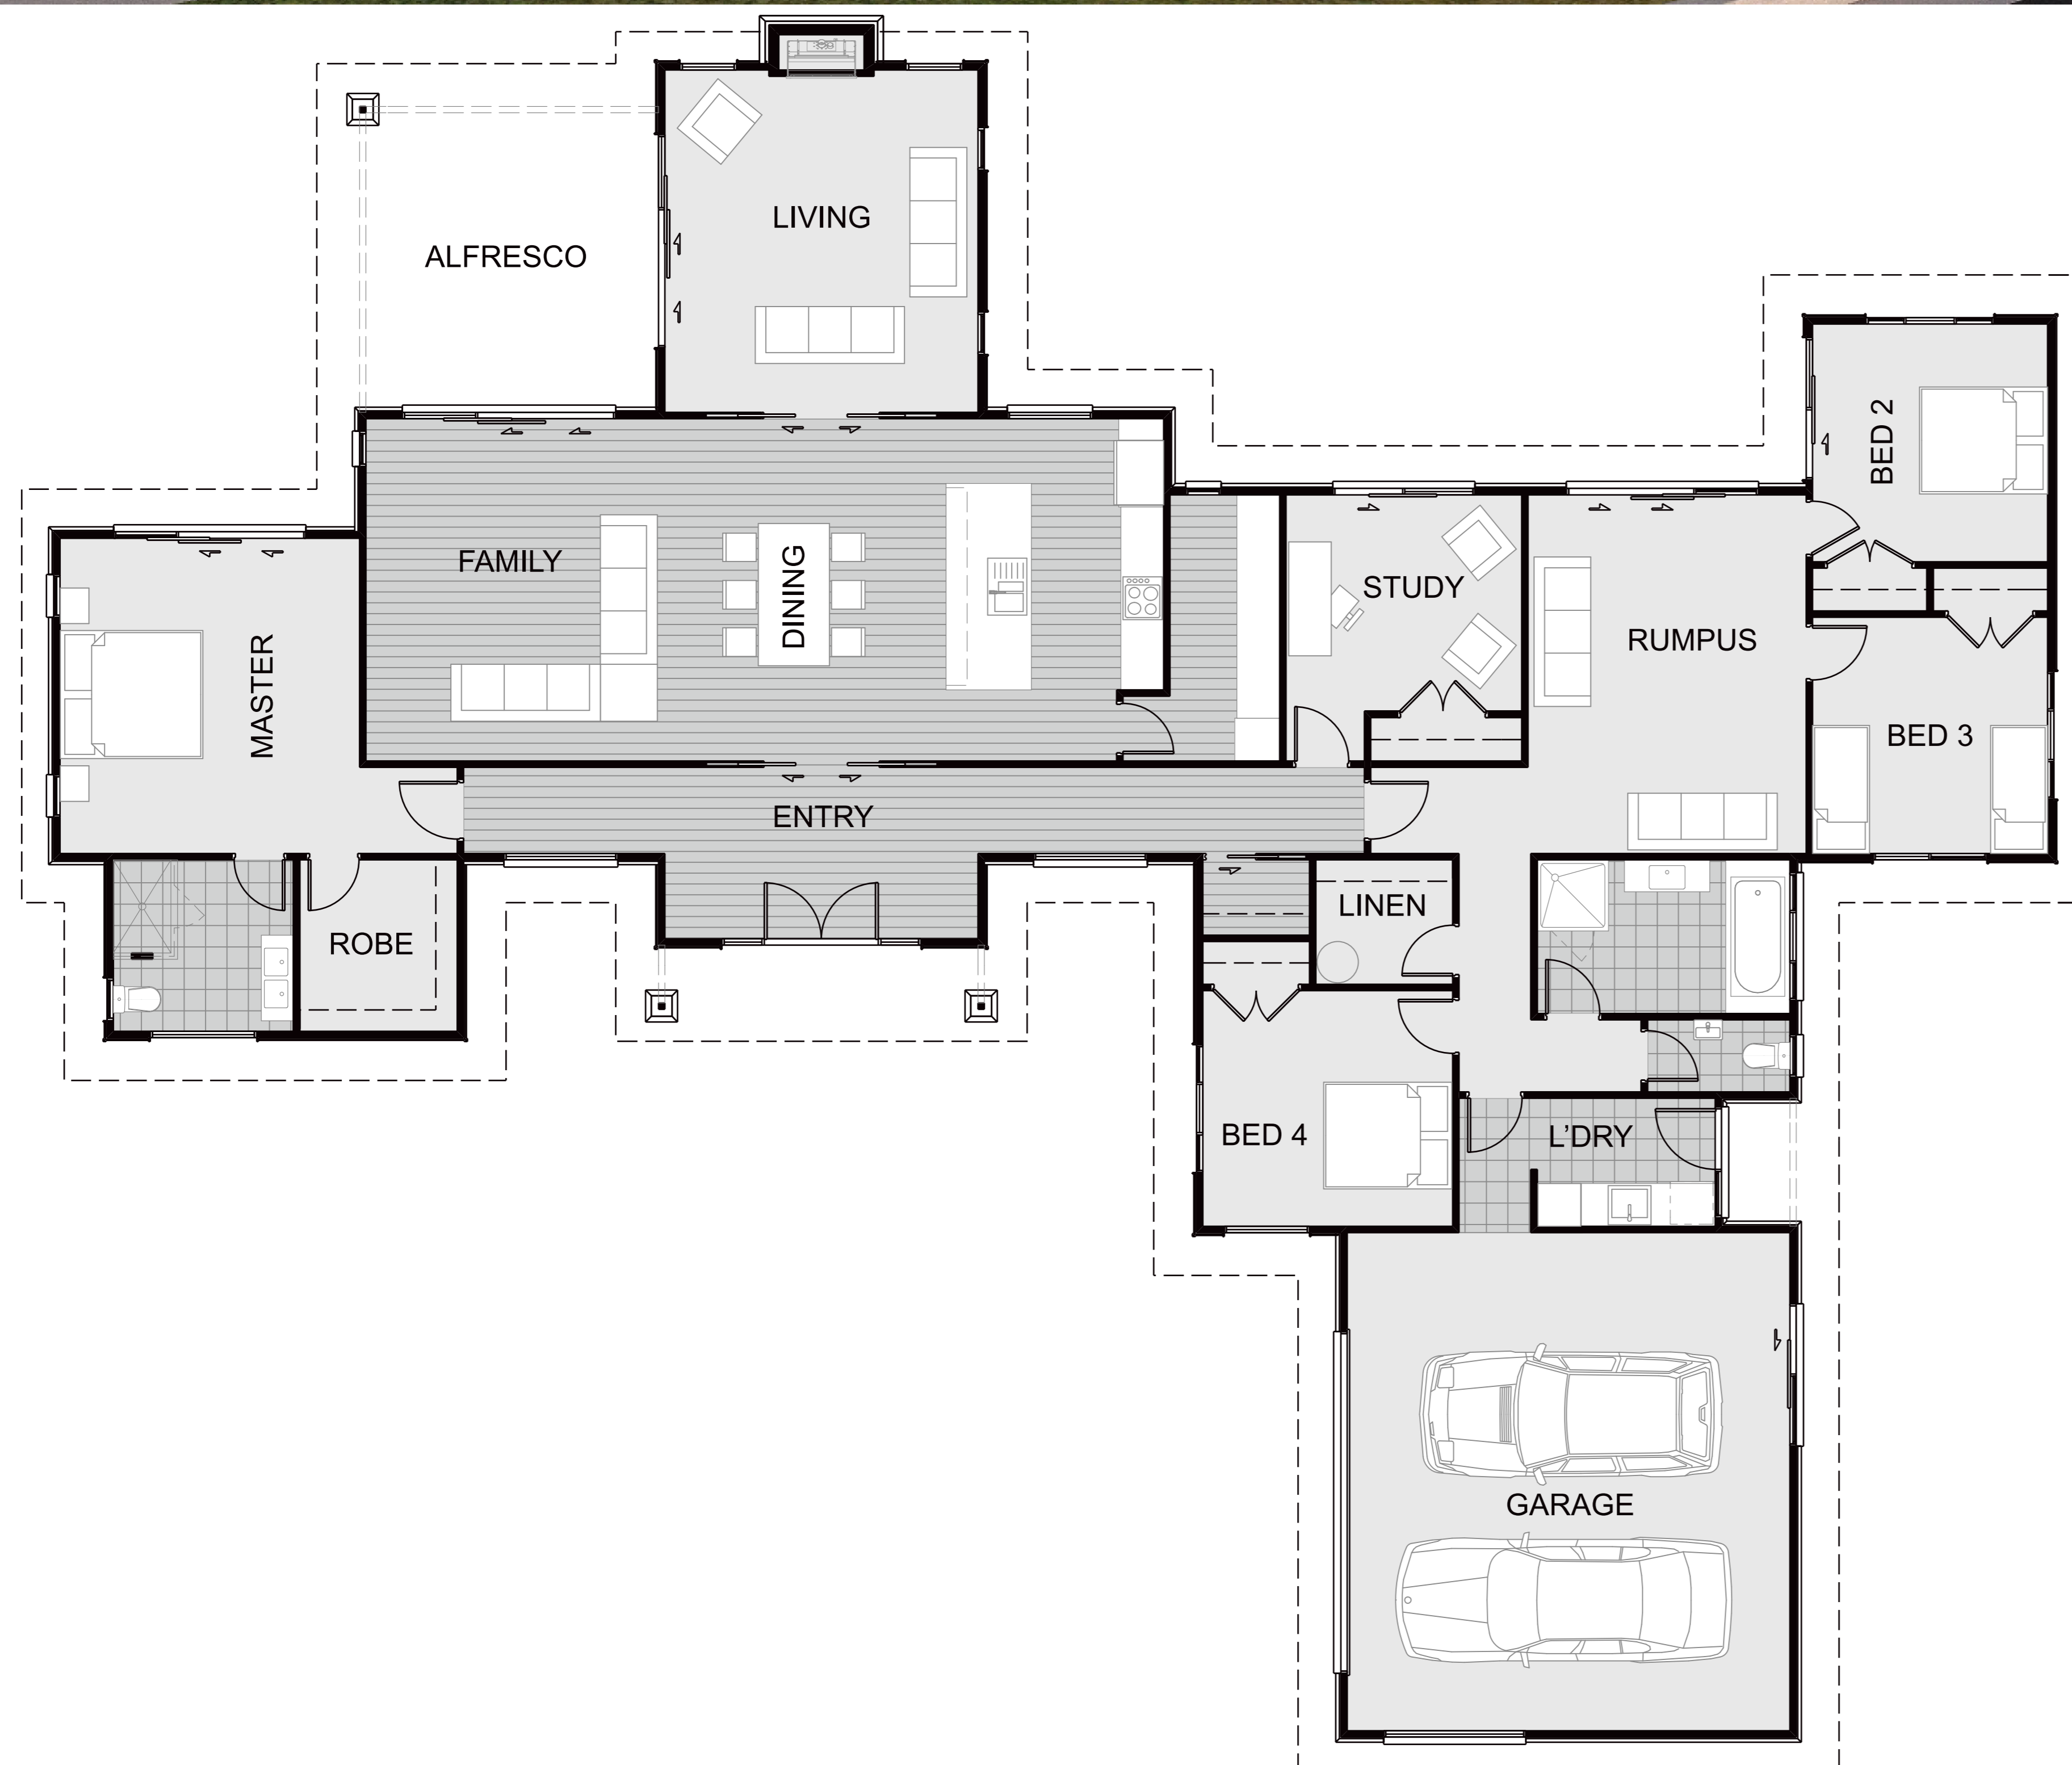 LIVING
ALFRESCO
BED 2
FAMILY
DINING
STUDY
RUMPUS
MASTER
BED 3
ENTRY
LINEN
ROBE
BED 4
L'DRY
GARAGE